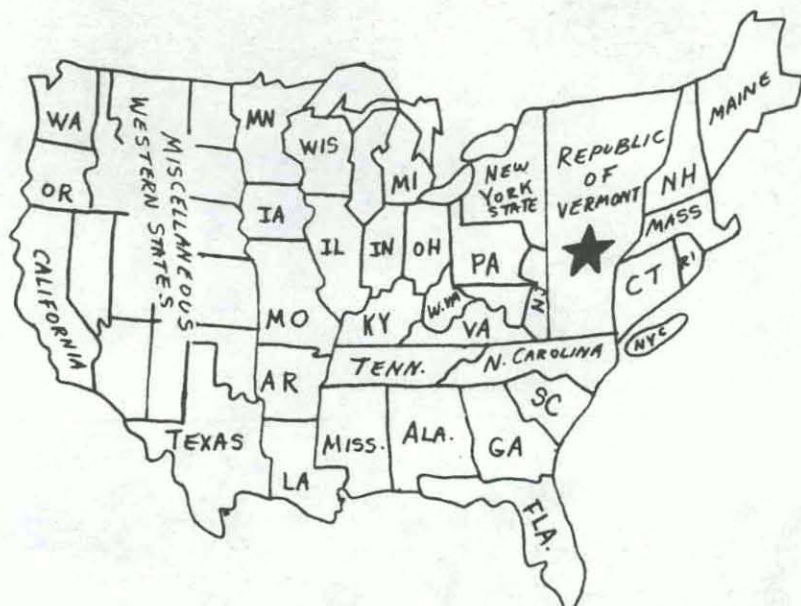 WA
OR
CALIFORNIA
MISCELLANEOUS
WESTERN STATES
MN
WIS
MI
IA
IL
IN
OH
MO
KY
W.VA
VA
PA
NEW
YORK
STATE
REPUBLIC
OF
VERMONT
NH
MAINE
MASS
CT
RI
NYC
NJ
TENN.
N. CAROLINA
SC
AR
TEXAS
LA
MISS.
ALA.
GA
FLA.